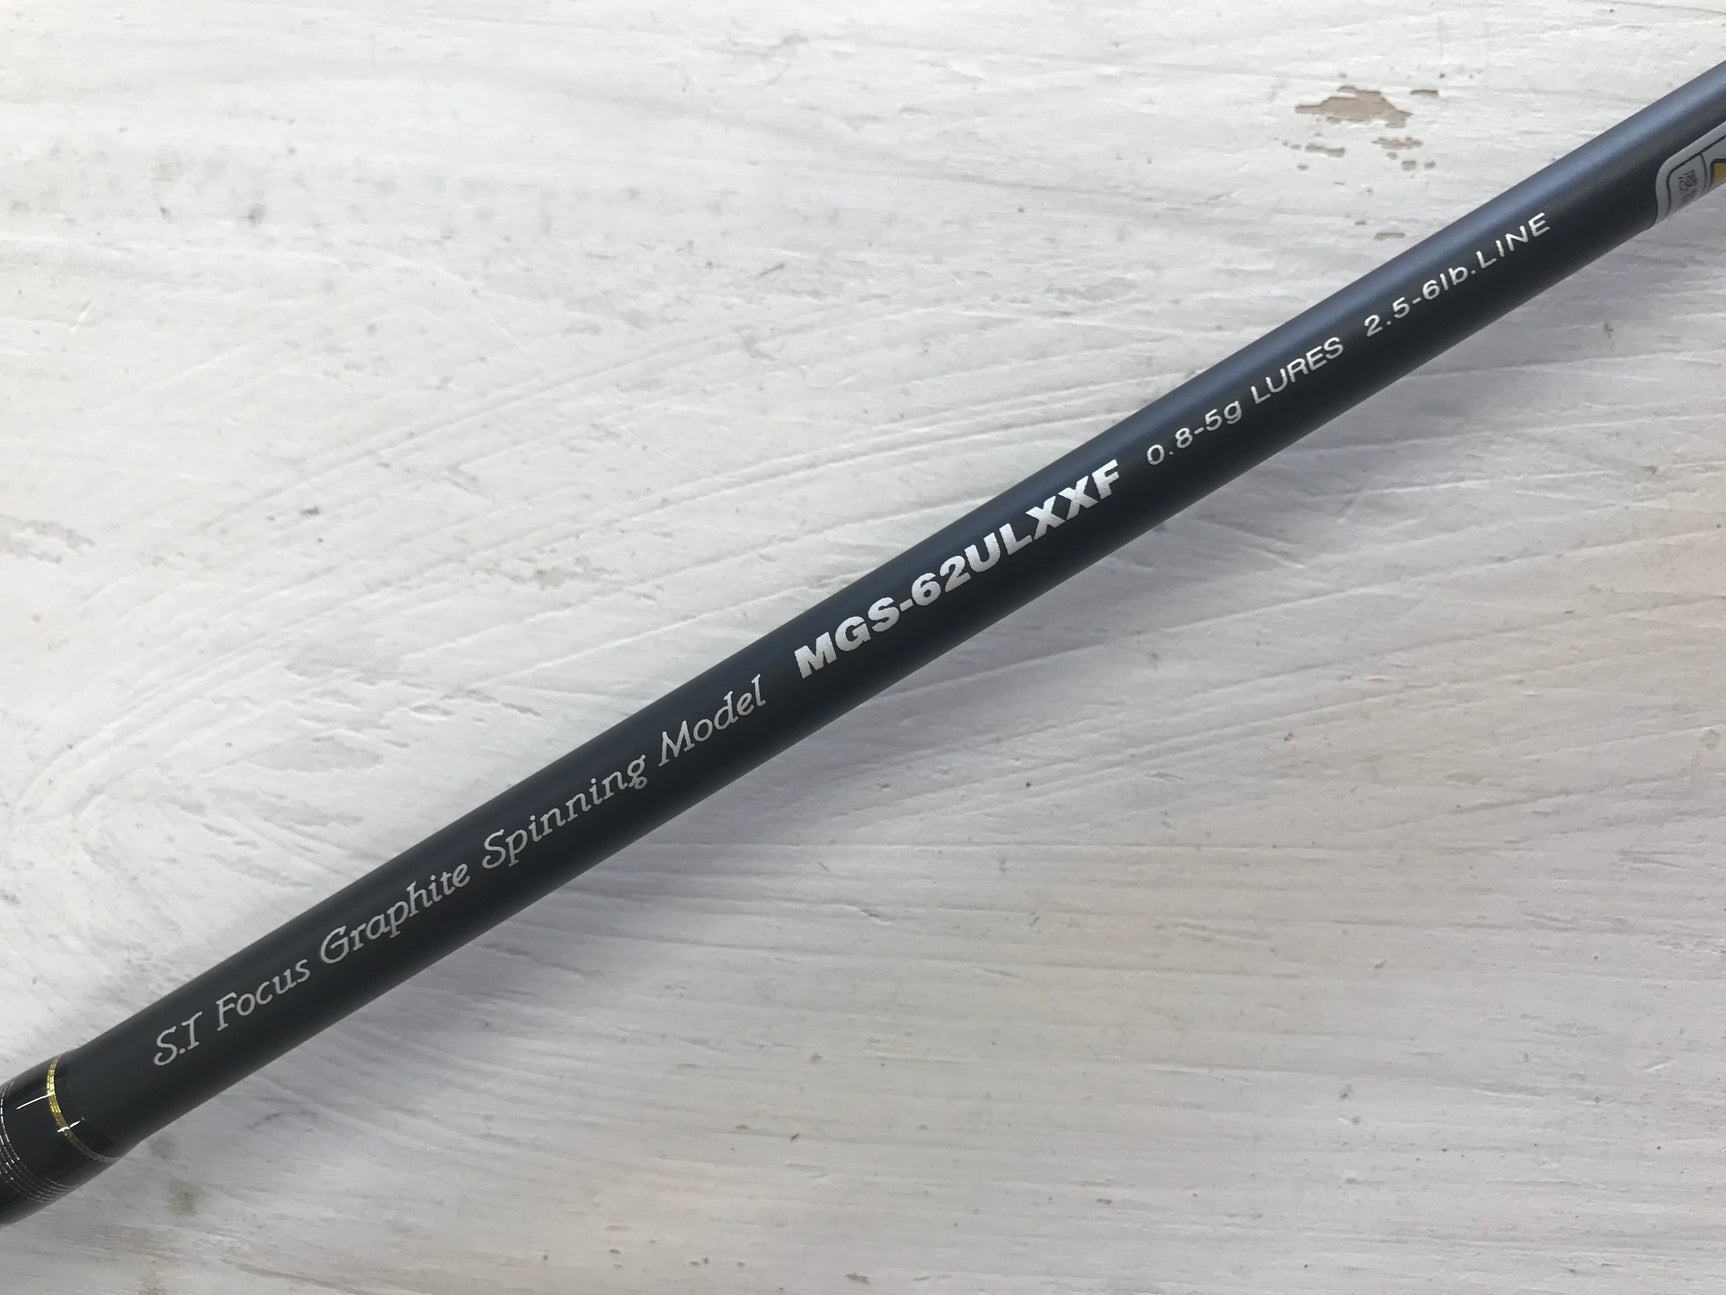 S.T Focus Graphite Spinning Model MGS-62ULXXF 0.8-5g LURES 2.5-6lb.LINE